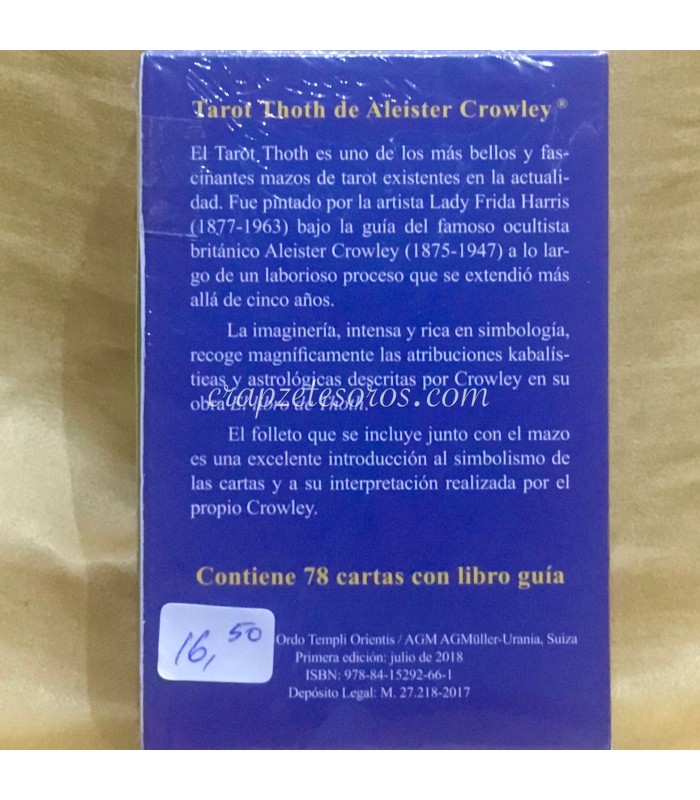 Tarot Thoth de Aleister Crowley®
El Tarot Thoth es uno de los más bellos y fas-
cinantes mazos de tarot existentes en la actuali-
dad. Fue pintado por la artista Lady Frida Harris
(1877-1963) bajo la guía del famoso ocultista
británico Aleister Crowley (1875-1947) a lo lar-
go de un laborioso proceso que se extendió más
allá de cinco años.
La imaginería, intensa y rica en simbología,
recoge magníficamente las atribuciones kabalís-
ticas y astrológicas descritas por Crowley en su
obra El libro de Thoth.
crapzetesoros.com
El folleto que se incluye junto con el mazo
es una excelente introducción al simbolismo de
las cartas y a su interpretación realizada por el
propio Crowley.
Contiene 78 cartas con libro guía
16,50
Ordo Templi Orientis / AGM AGMüller-Urania, Suiza
Primera edición: julio de 2018
ISBN: 978-84-15292-66-1
Depósito Legal: M. 27.218-2017